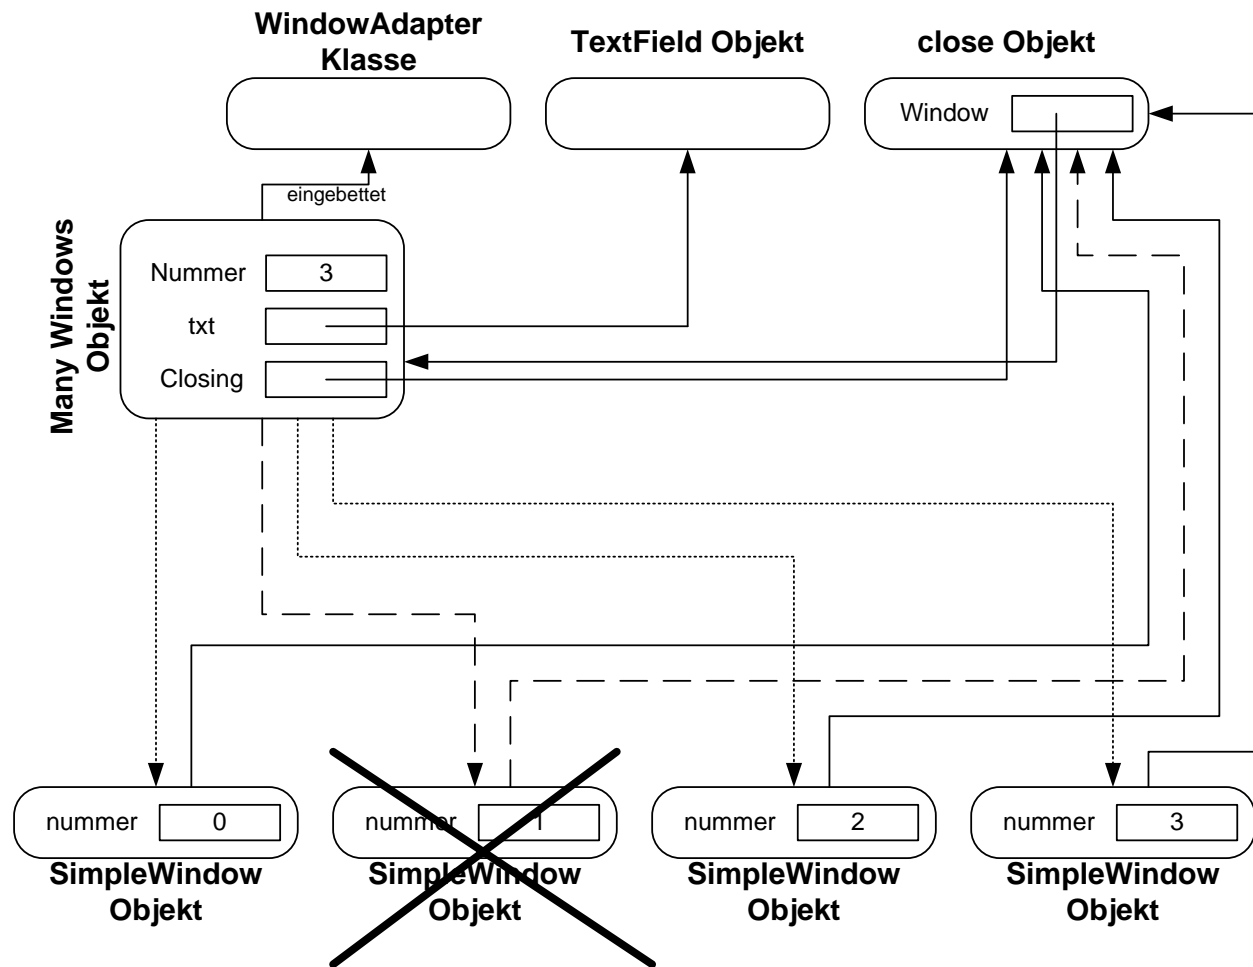 WindowAdapter
Klasse
TextField Objekt
close Objekt
Window
eingebettet
Many Windows
Objekt
Nummer 3
txt
Closing
nummer 0
SimpleWindow
Objekt
nummer 1
SimpleWindow
Objekt
nummer 2
SimpleWindow
Objekt
nummer 3
SimpleWindow
Objekt